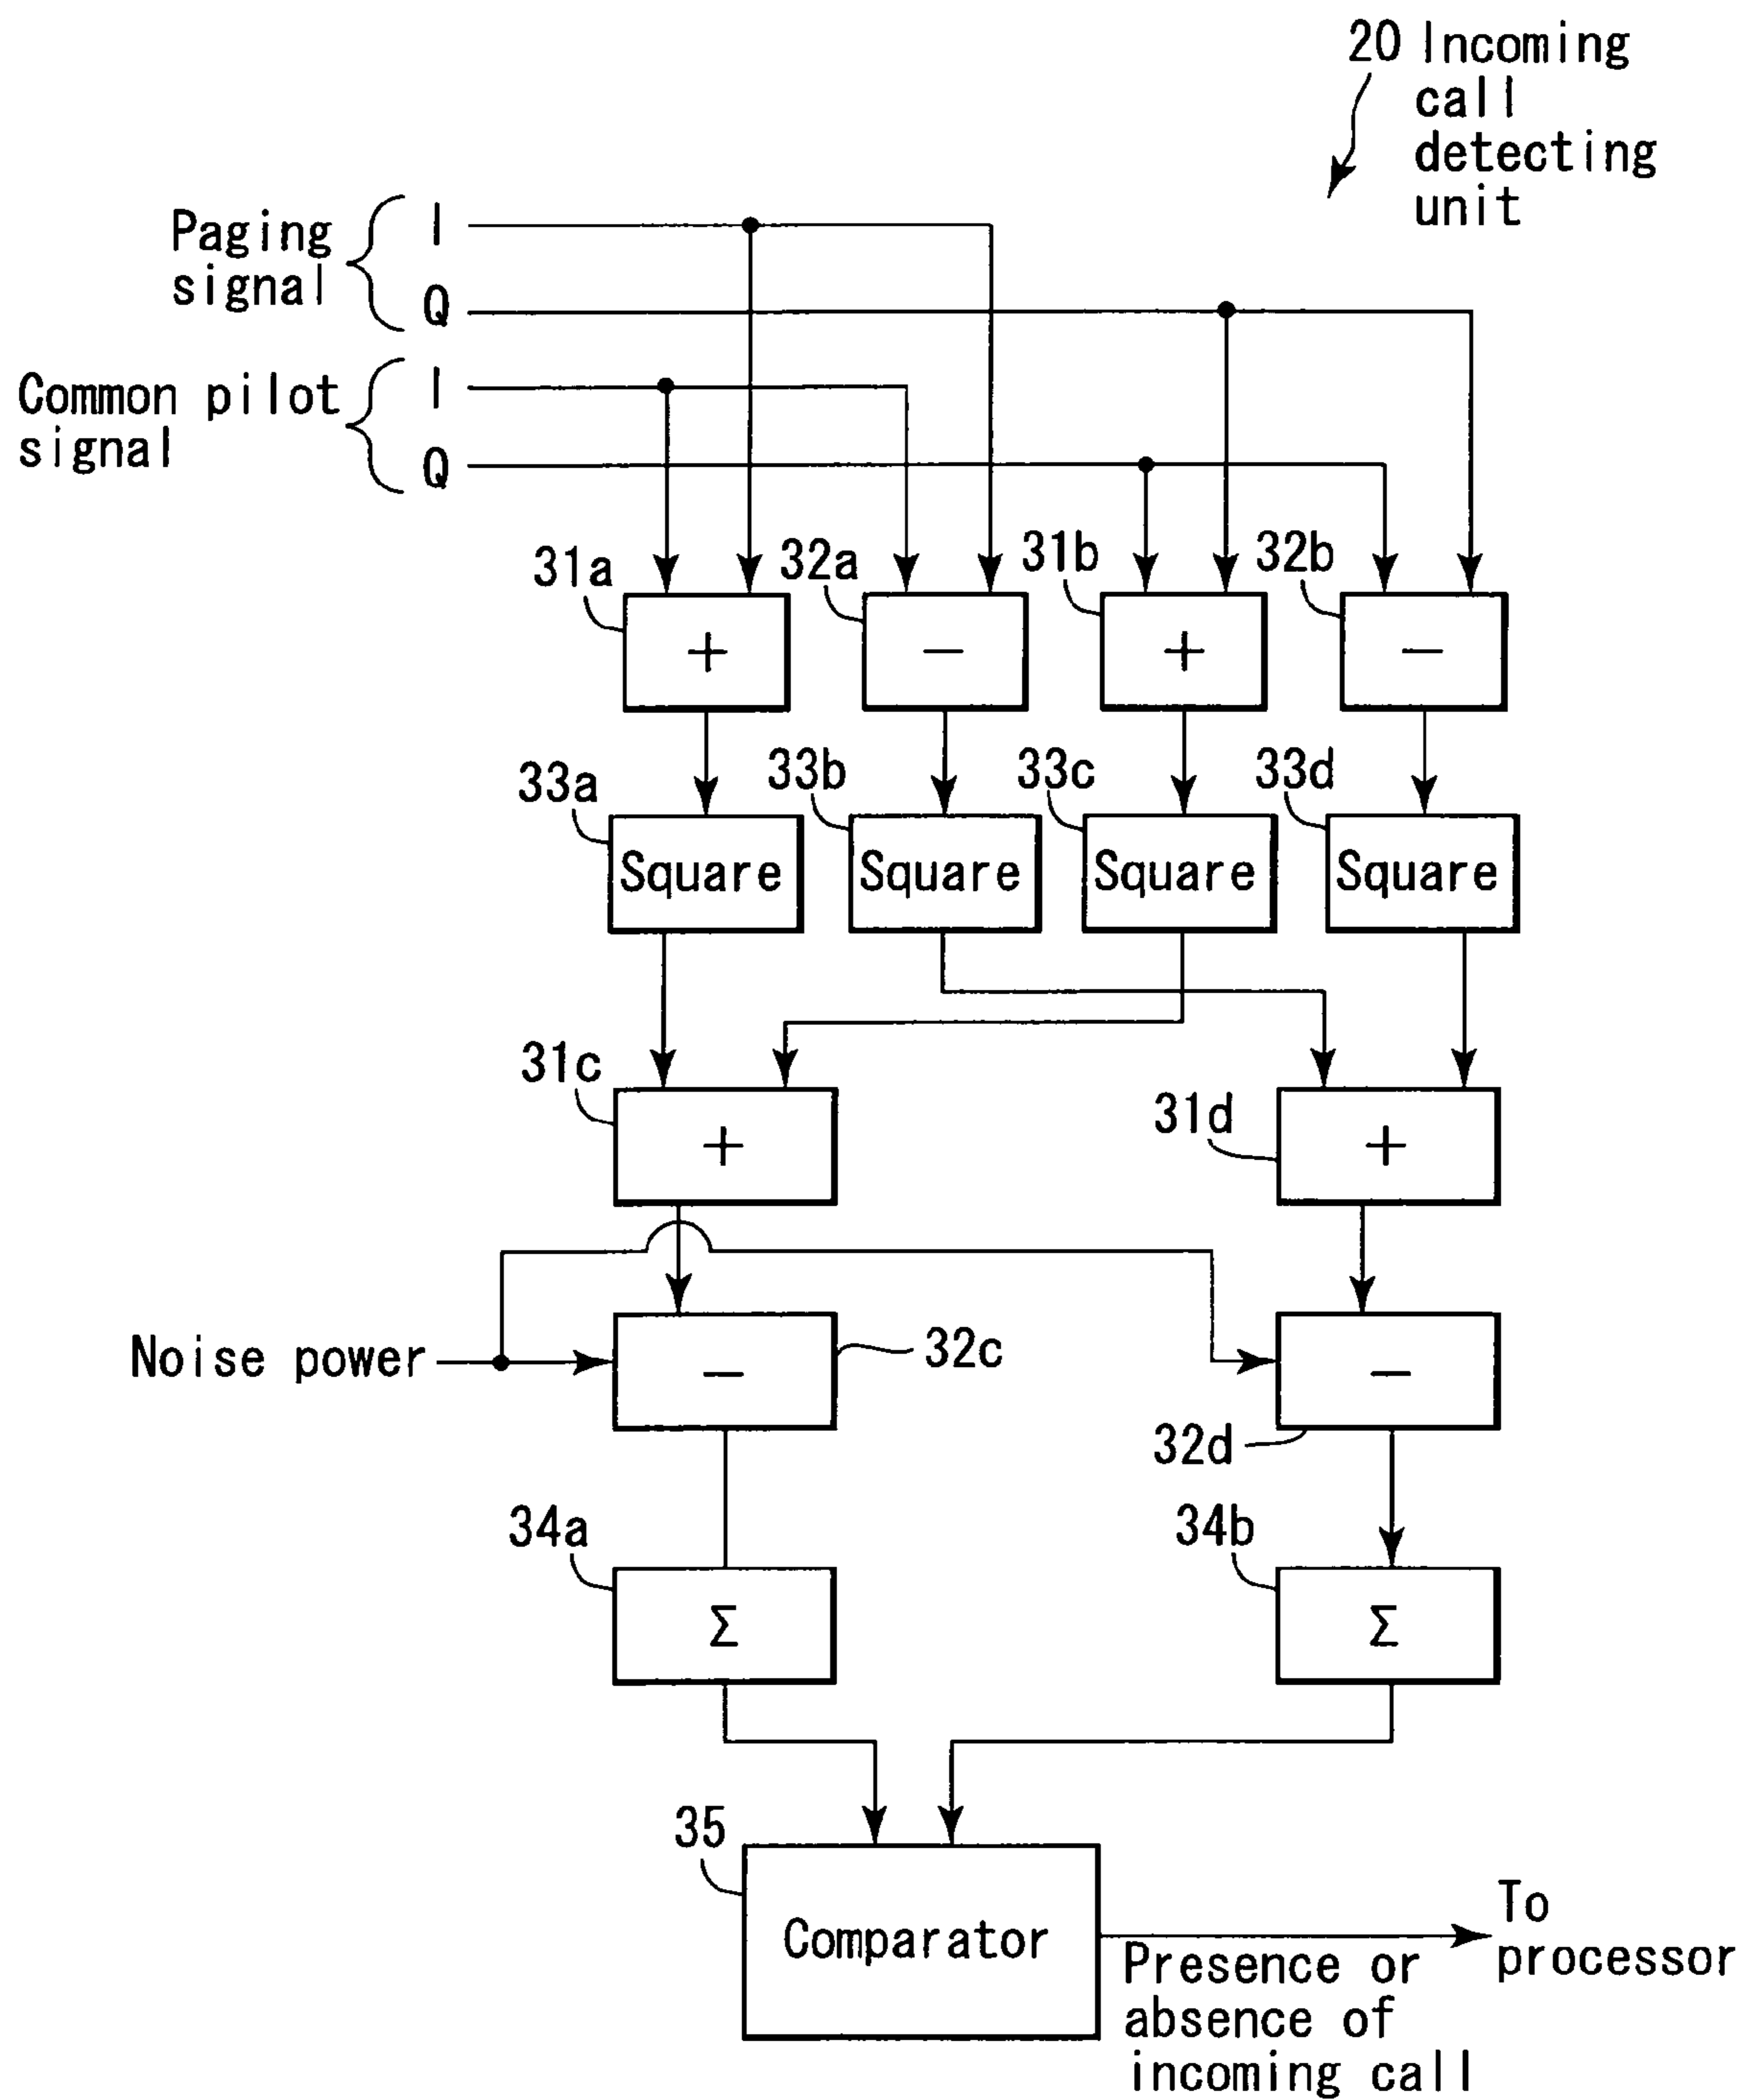 20 Incoming
call
detecting
unit
Paging
signal
I
Q
Common pilot
signal
I
Q
31a
32a
31b
32b
+
−
+
−
33a
33b
33c
33d
Square
Square
Square
Square
31c
31d
+
+
Noise power
−
32c
−
32d
34a
34b
Σ
Σ
35
Comparator
To
processor
Presence or
absence of
incoming call